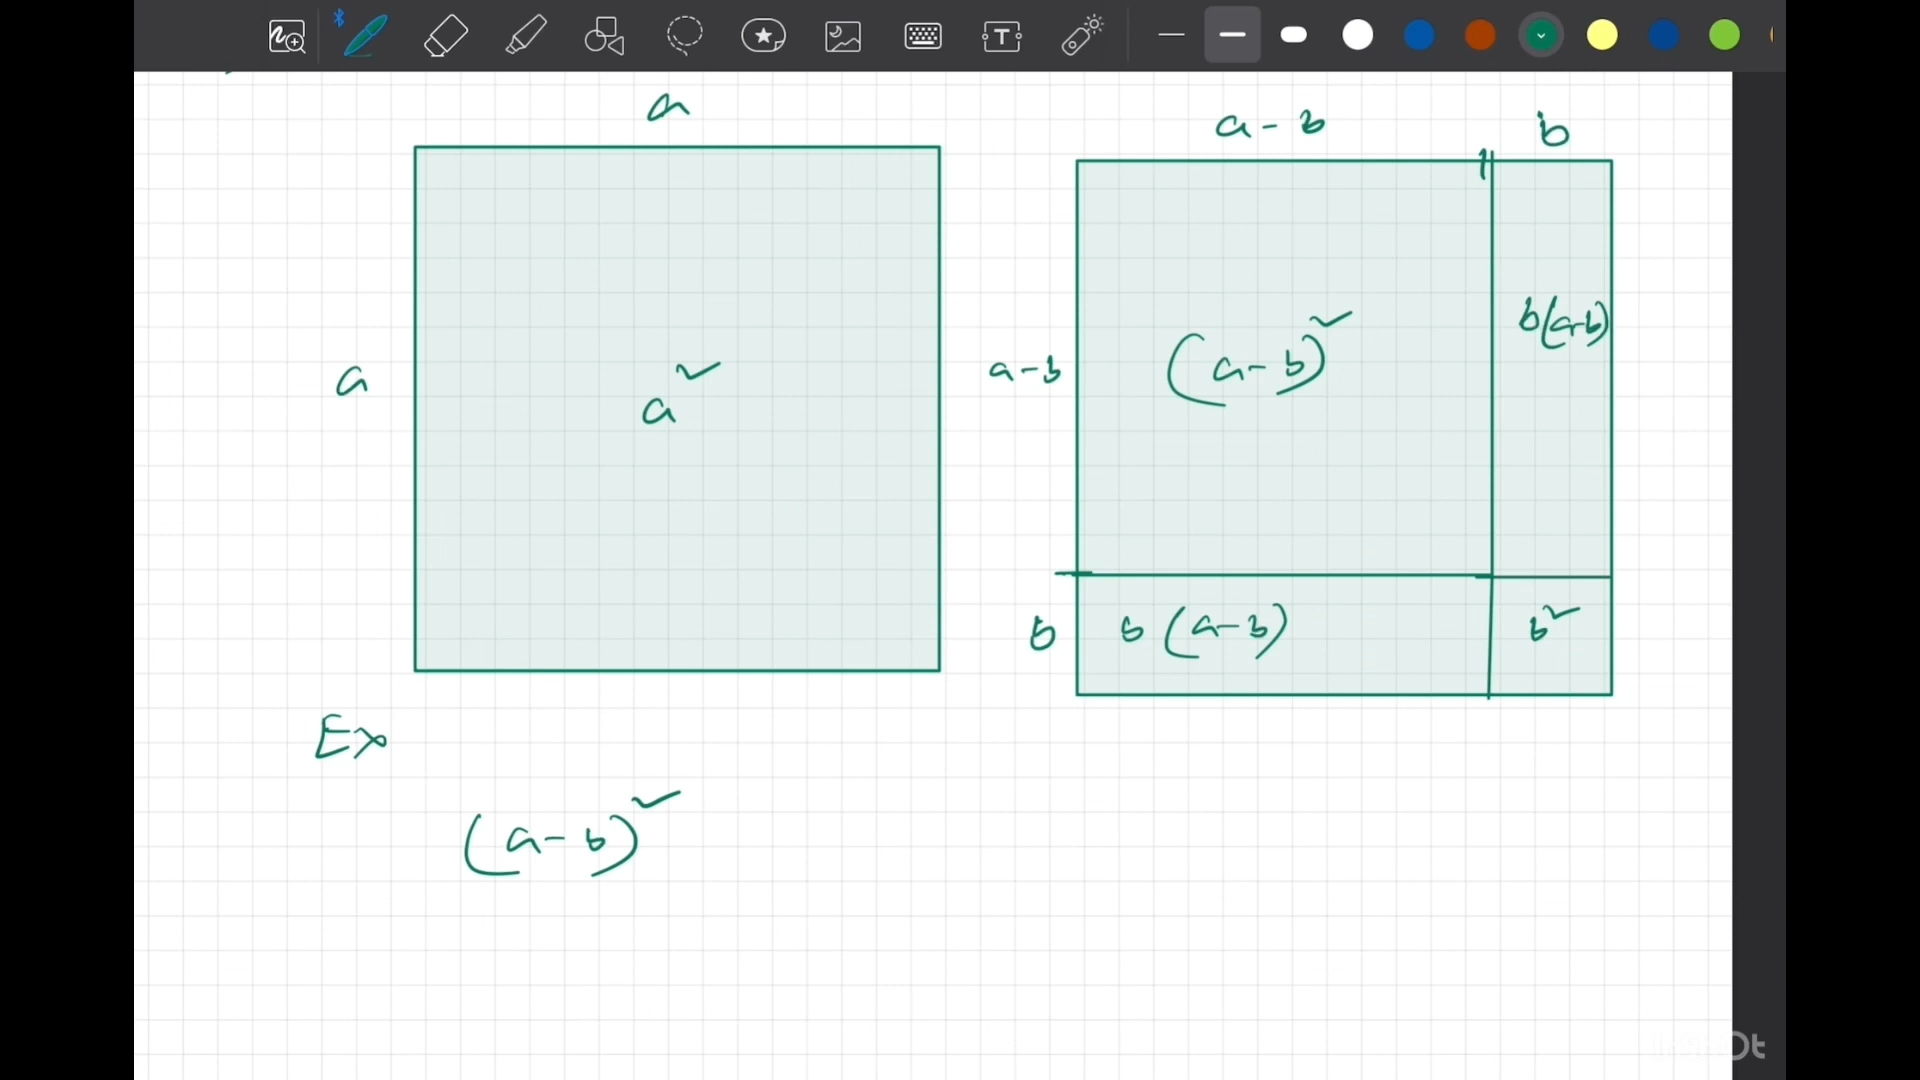 a
a - b b
a
a²
a-b
(a-b)²
b(a-b)
b
b (a-b)
b²
Ex
(a-b)²